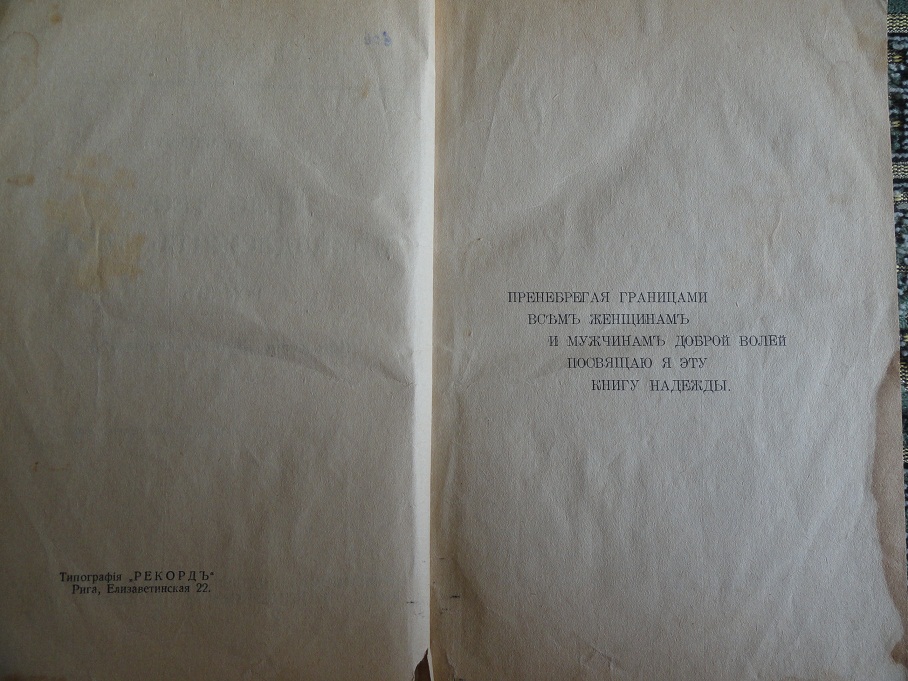 Типографія „РЕКОРДЪ“
Рига, Елизаветинская 22.
ПРЕНЕБРЕГАЯ ГРАНИЦАМИ
ВСѢМЪ ЖЕНЩИНАМЪ
И МУЖЧИНАМЪ ДОБРОЙ ВОЛЕЙ
ПОСВЯЩАЮ Я ЭТУ
КНИГУ НАДЕЖДЫ.